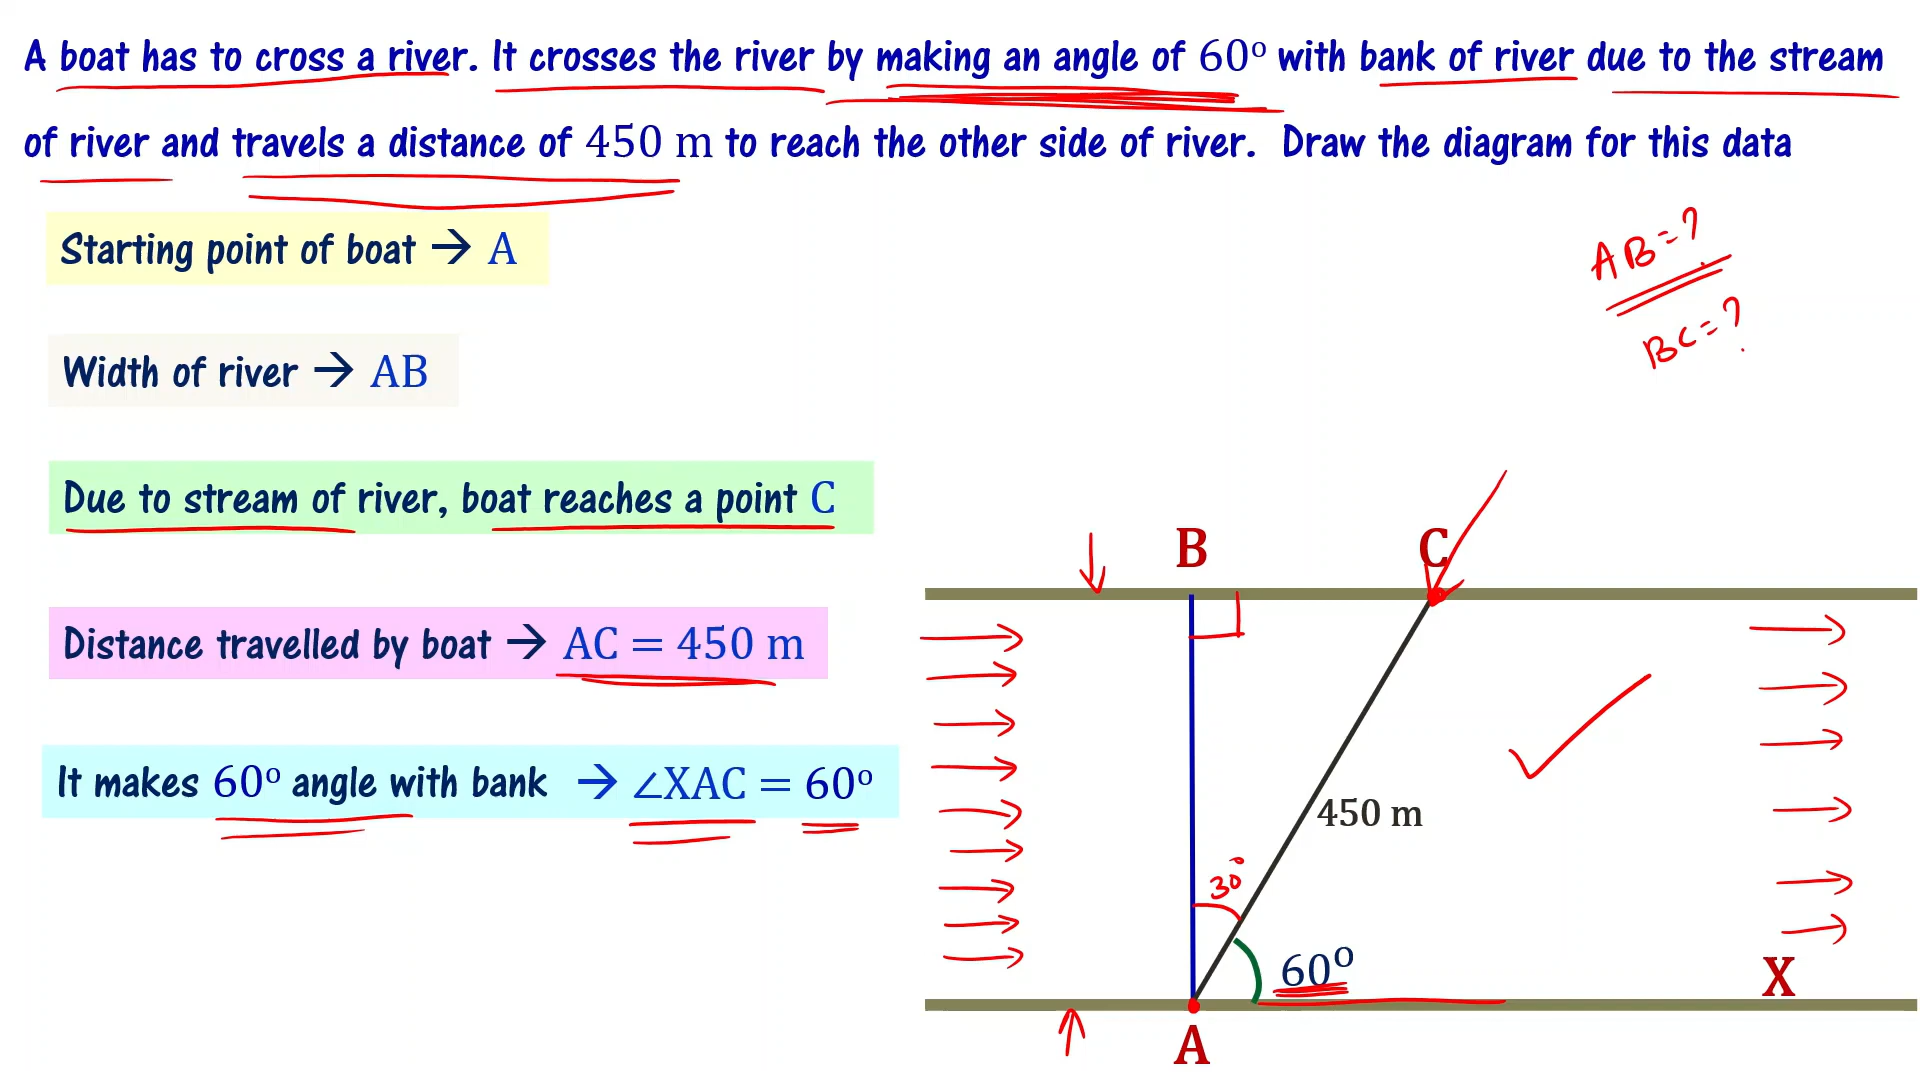 A boat has to cross a river. It crosses the river by making an angle of 60° with bank of river due to the stream
of river and travels a distance of 450 m to reach the other side of river. Draw the diagram for this data
Starting point of boat → A
AB=?
Width of river → AB
BC=?
Due to stream of river, boat reaches a point C
B
C
Distance travelled by boat → AC = 450 m
It makes 60° angle with bank → ∠XAC = 60°
450 m
30°
60°
X
A